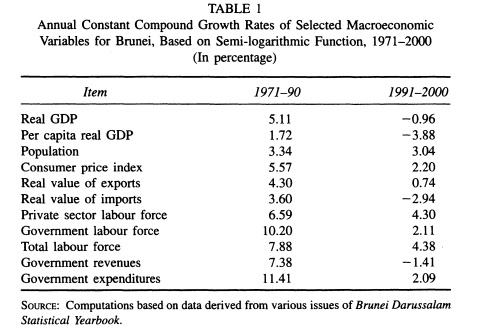 TABLE 1
Annual Constant Compound Growth Rates of Selected Macroeconomic
Variables for Brunei, Based on Semi-logarithmic Function, 1971–2000
(In percentage)
Item 1971–90 1991–2000
Real GDP 5.11 −0.96
Per capita real GDP 1.72 −3.88
Population 3.34 3.04
Consumer price index 5.57 2.20
Real value of exports 4.30 0.74
Real value of imports 3.60 −2.94
Private sector labour force 6.59 4.30
Government labour force 10.20 2.11
Total labour force 7.88 4.38
Government revenues 7.38 −1.41
Government expenditures 11.41 2.09
SOURCE: Computations based on data derived from various issues of Brunei Darussalam
Statistical Yearbook.